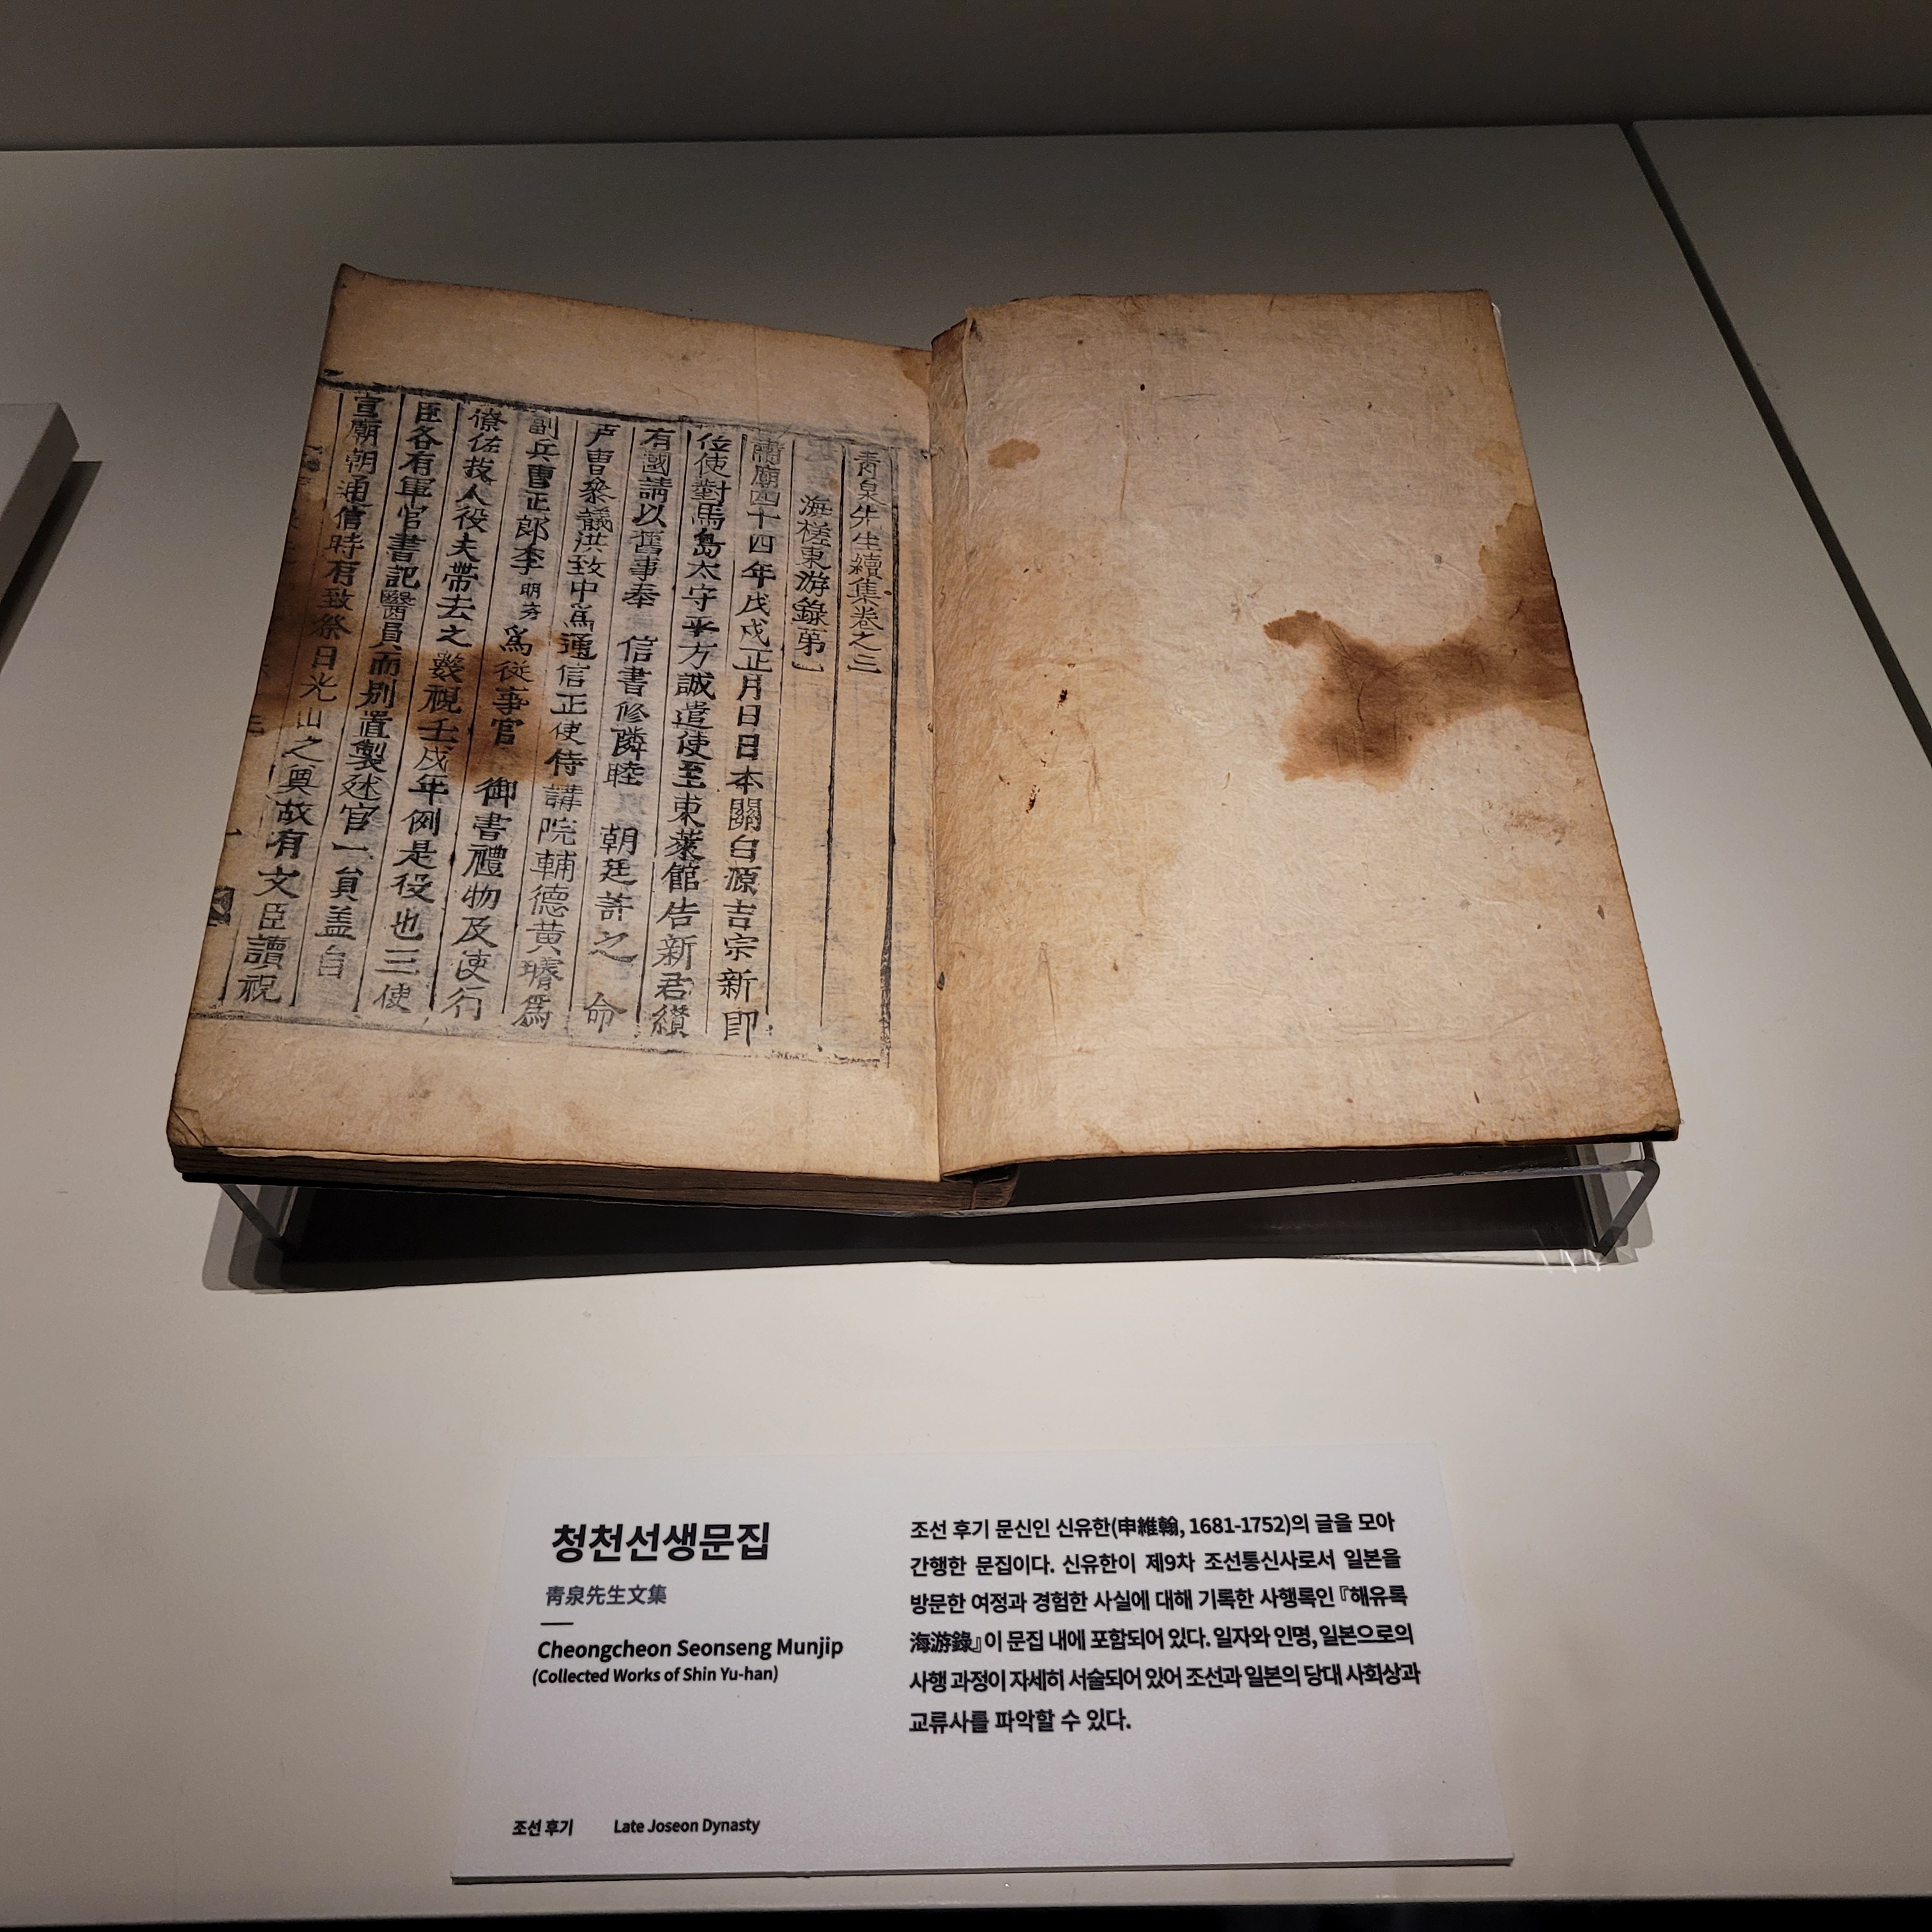 靑泉先生續集卷之三
海槎東游錄第一
肅廟四十四年戊戌正月日日本關白源吉宗新卽
位使對馬島太守平方誠遣使至東萊館告新君纘
有國請以舊事奉 信書修隣睦 朝廷許之 命
戶曹參議洪致中爲通信正使侍講院輔德黃璿爲
副兵曹正郎李明彦爲從事官 御書禮物及使行
僚佐技人役夫帶去之數視壬戌年例是役也三使
臣各有軍官書記醫員而別置製述官一員盖自
宣廟朝通信時有致祭日光山之輿故有文臣讀祝
청천선생문집
靑泉先生文集
Cheongcheon Seonseng Munjip
(Collected Works of Shin Yu-han)
조선 후기 문신인 신유한(申維翰, 1681-1752)의 글을 모아
간행한 문집이다. 신유한이 제9차 조선통신사로서 일본을
방문한 여정과 경험한 사실에 대해 기록한 사행록인 『해유록
海游錄』이 문집 내에 포함되어 있다. 일자와 인명, 일본으로의
사행 과정이 자세히 서술되어 있어 조선과 일본의 당대 사회상과
교류사를 파악할 수 있다.
조선 후기 Late Joseon Dynasty